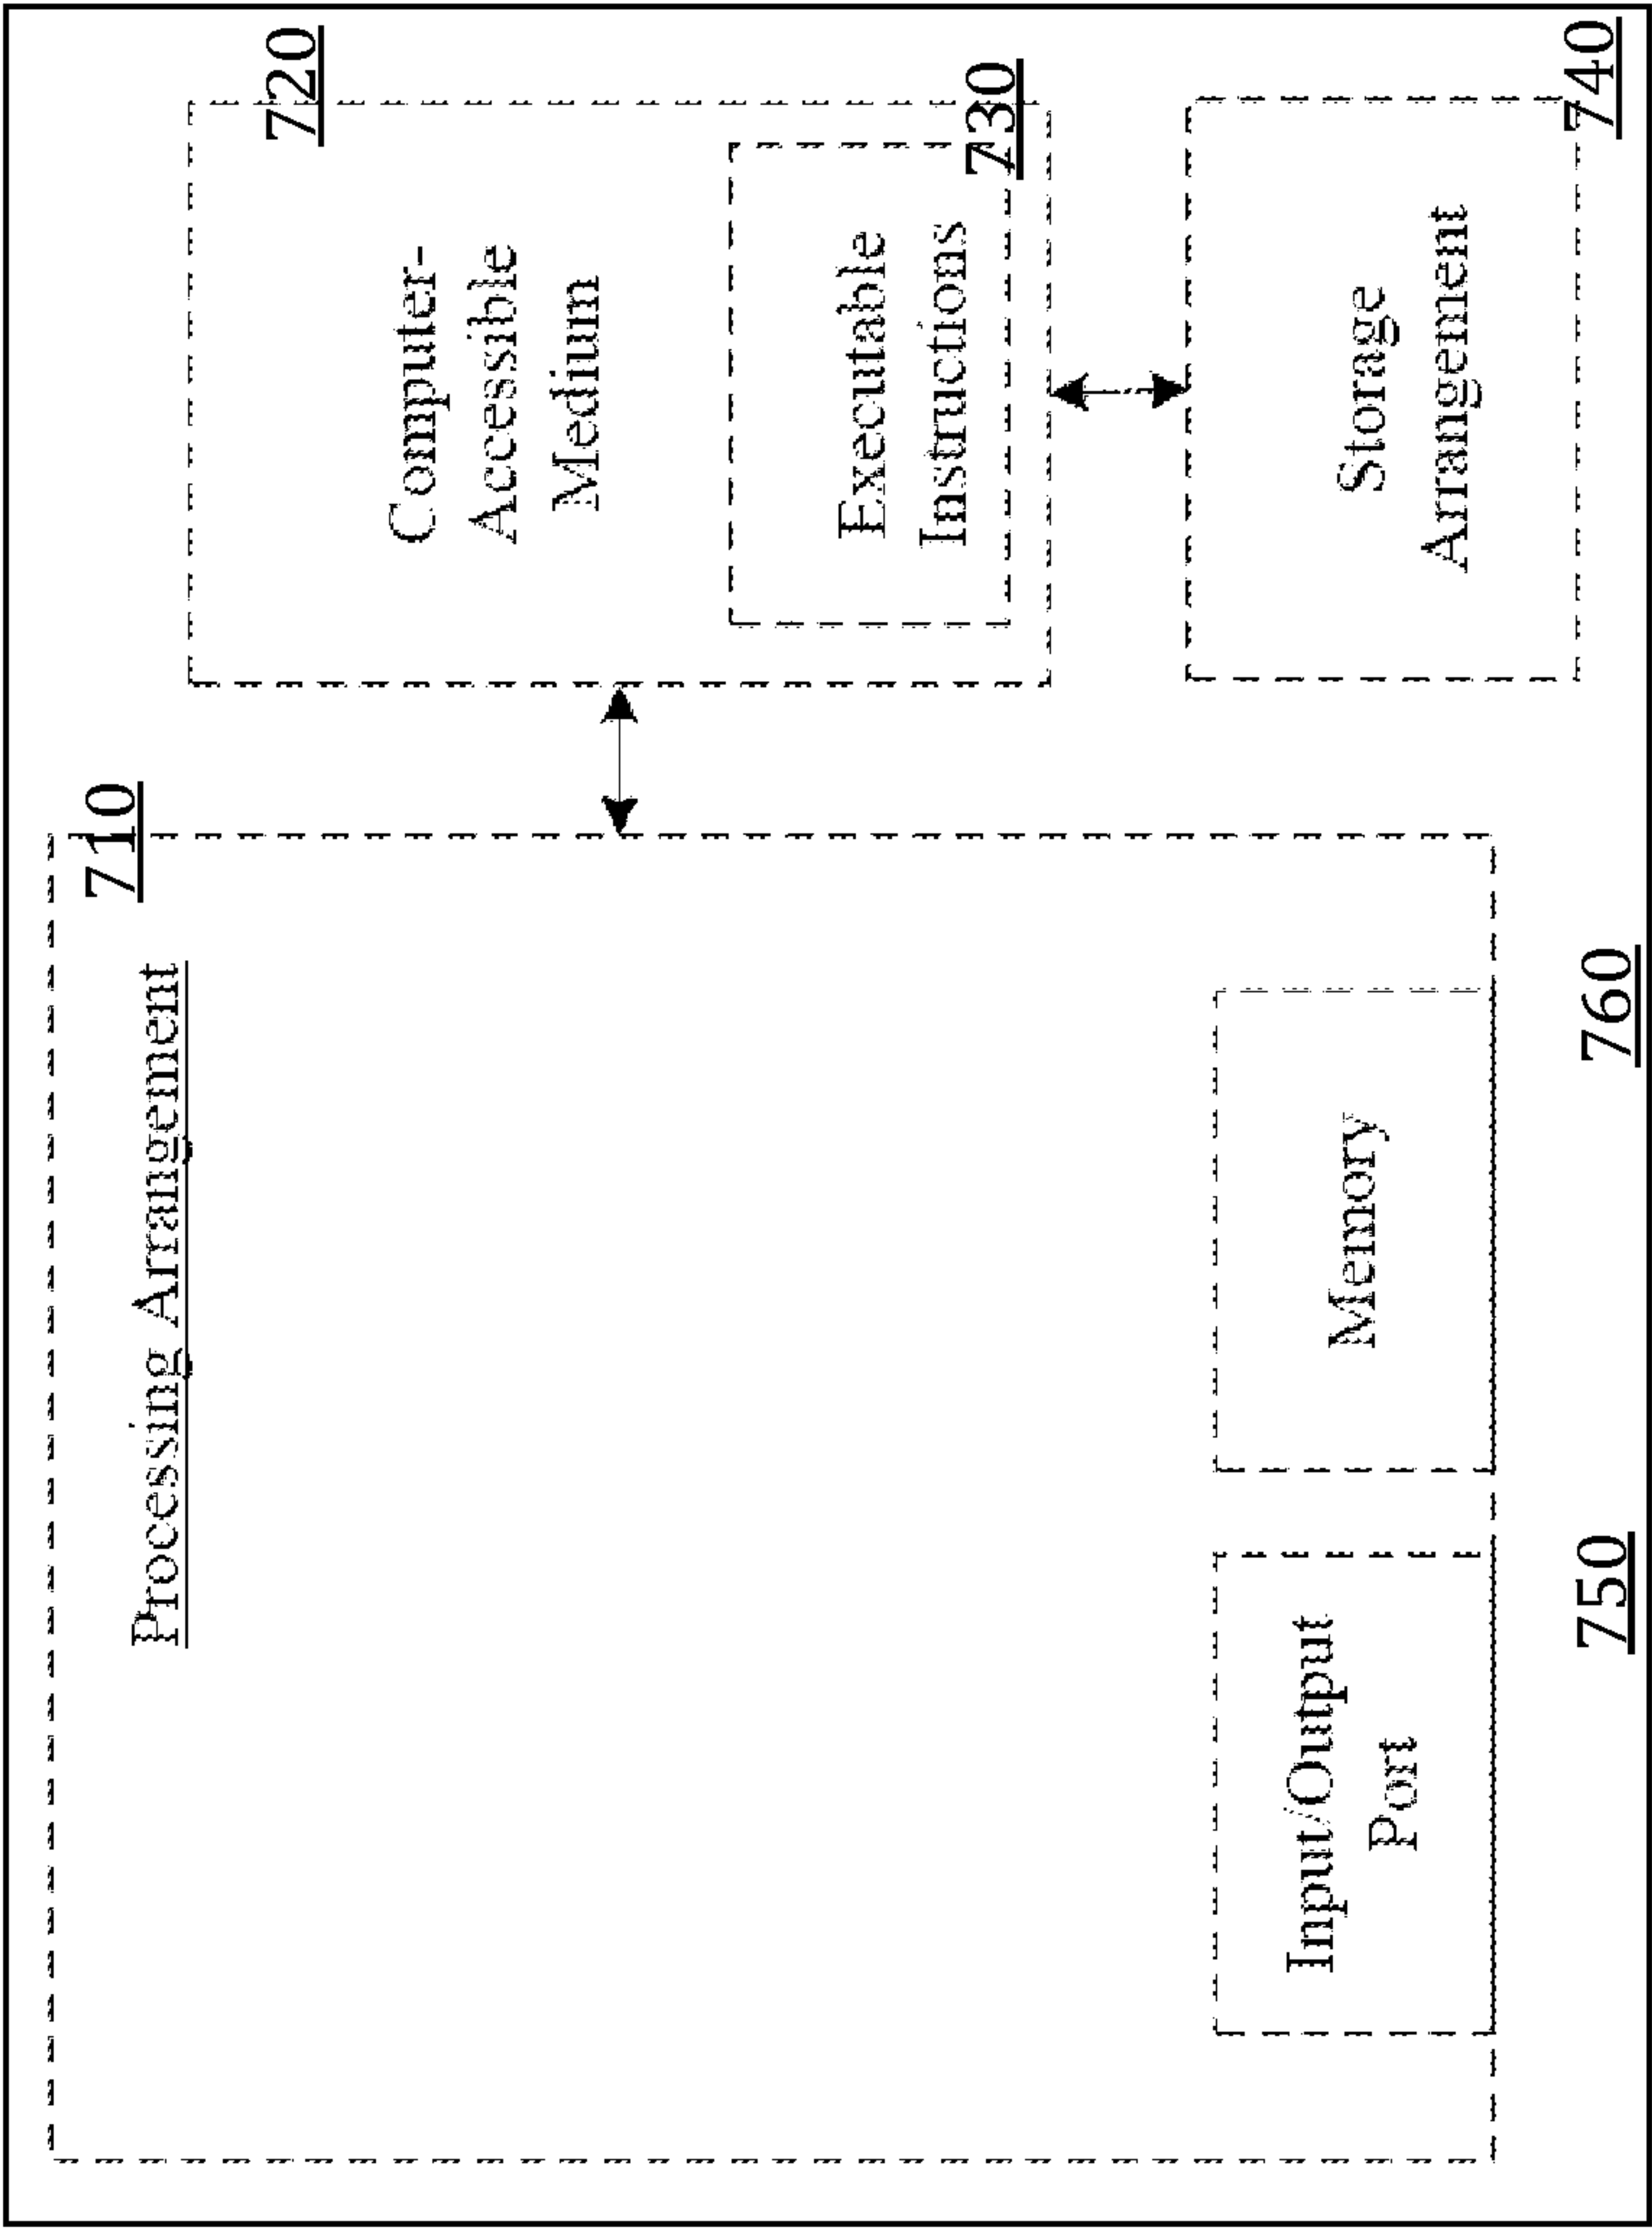 710
Processing Arrangement
720
Computer-
Accessible
Medium
730
Executable
Instructions
740
Storage
Arrangement
Input/Output
Port
750
Memory
760